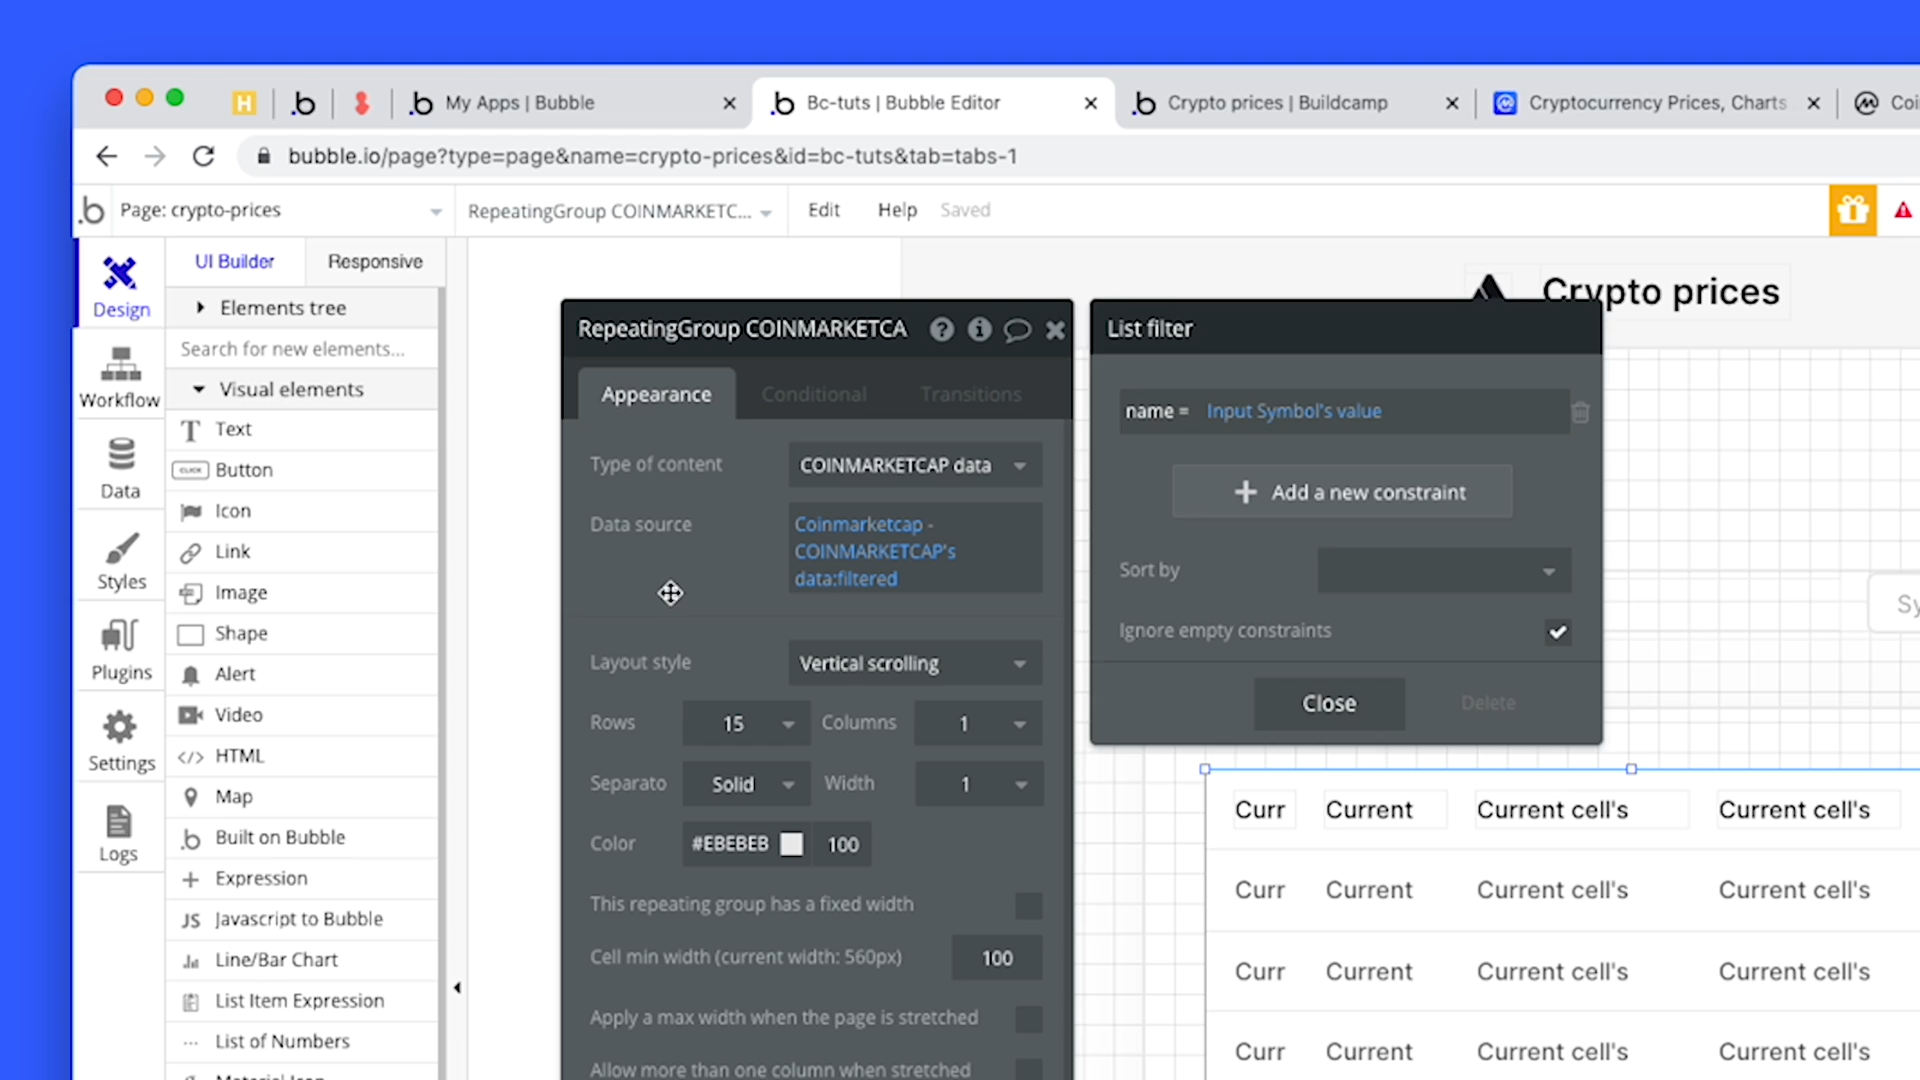 H
.b
.b My Apps | Bubble
.b Bc-tuts | Bubble Editor
.b Crypto prices | Buildcamp
Cryptocurrency Prices, Charts
Coi
bubble.io/page?type=page&name=crypto-prices&id=bc-tuts&tab=tabs-1
.b Page: crypto-prices
RepeatingGroup COINMARKETC...
Edit
Help
Saved
Design
Workflow
Data
Styles
Plugins
Settings
Logs
UI Builder
Responsive
Elements tree
Search for new elements...
Visual elements
T Text
CLICK Button
Icon
Link
Image
Shape
Alert
Video
</> HTML
Map
.b Built on Bubble
Expression
JS Javascript to Bubble
Line/Bar Chart
List Item Expression
List of Numbers
Material Icon
RepeatingGroup COINMARKETCA
Appearance
Conditional
Transitions
Type of content
COINMARKETCAP data
Data source
Coinmarketcap -
COINMARKETCAP's
data:filtered
Layout style
Vertical scrolling
Rows
15
Columns
1
Separato
Solid
Width
1
Color
#EBEBEB
100
This repeating group has a fixed width
Cell min width (current width: 560px)
100
Apply a max width when the page is stretched
Allow more than one column when stretched
List filter
name = Input Symbol's value
+ Add a new constraint
Sort by
Ignore empty constraints
Close
Delete
Crypto prices
Sy
Curr Current Current cell's Current cell's
Curr Current Current cell's Current cell's
Curr Current Current cell's Current cell's
Curr Current Current cell's Current cell's